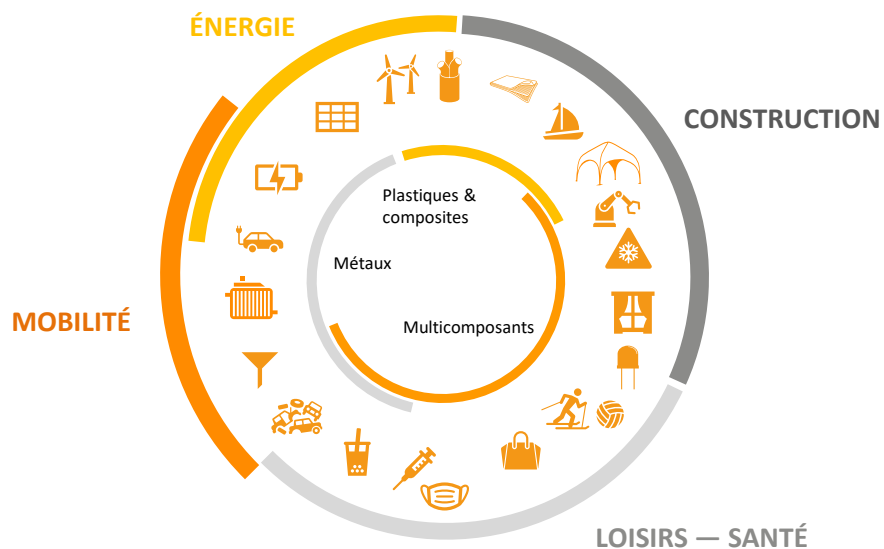 ÉNERGIE
CONSTRUCTION
Plastiques &
composites
Métaux
MOBILITÉ
Multicomposants
LOISIRS — SANTÉ